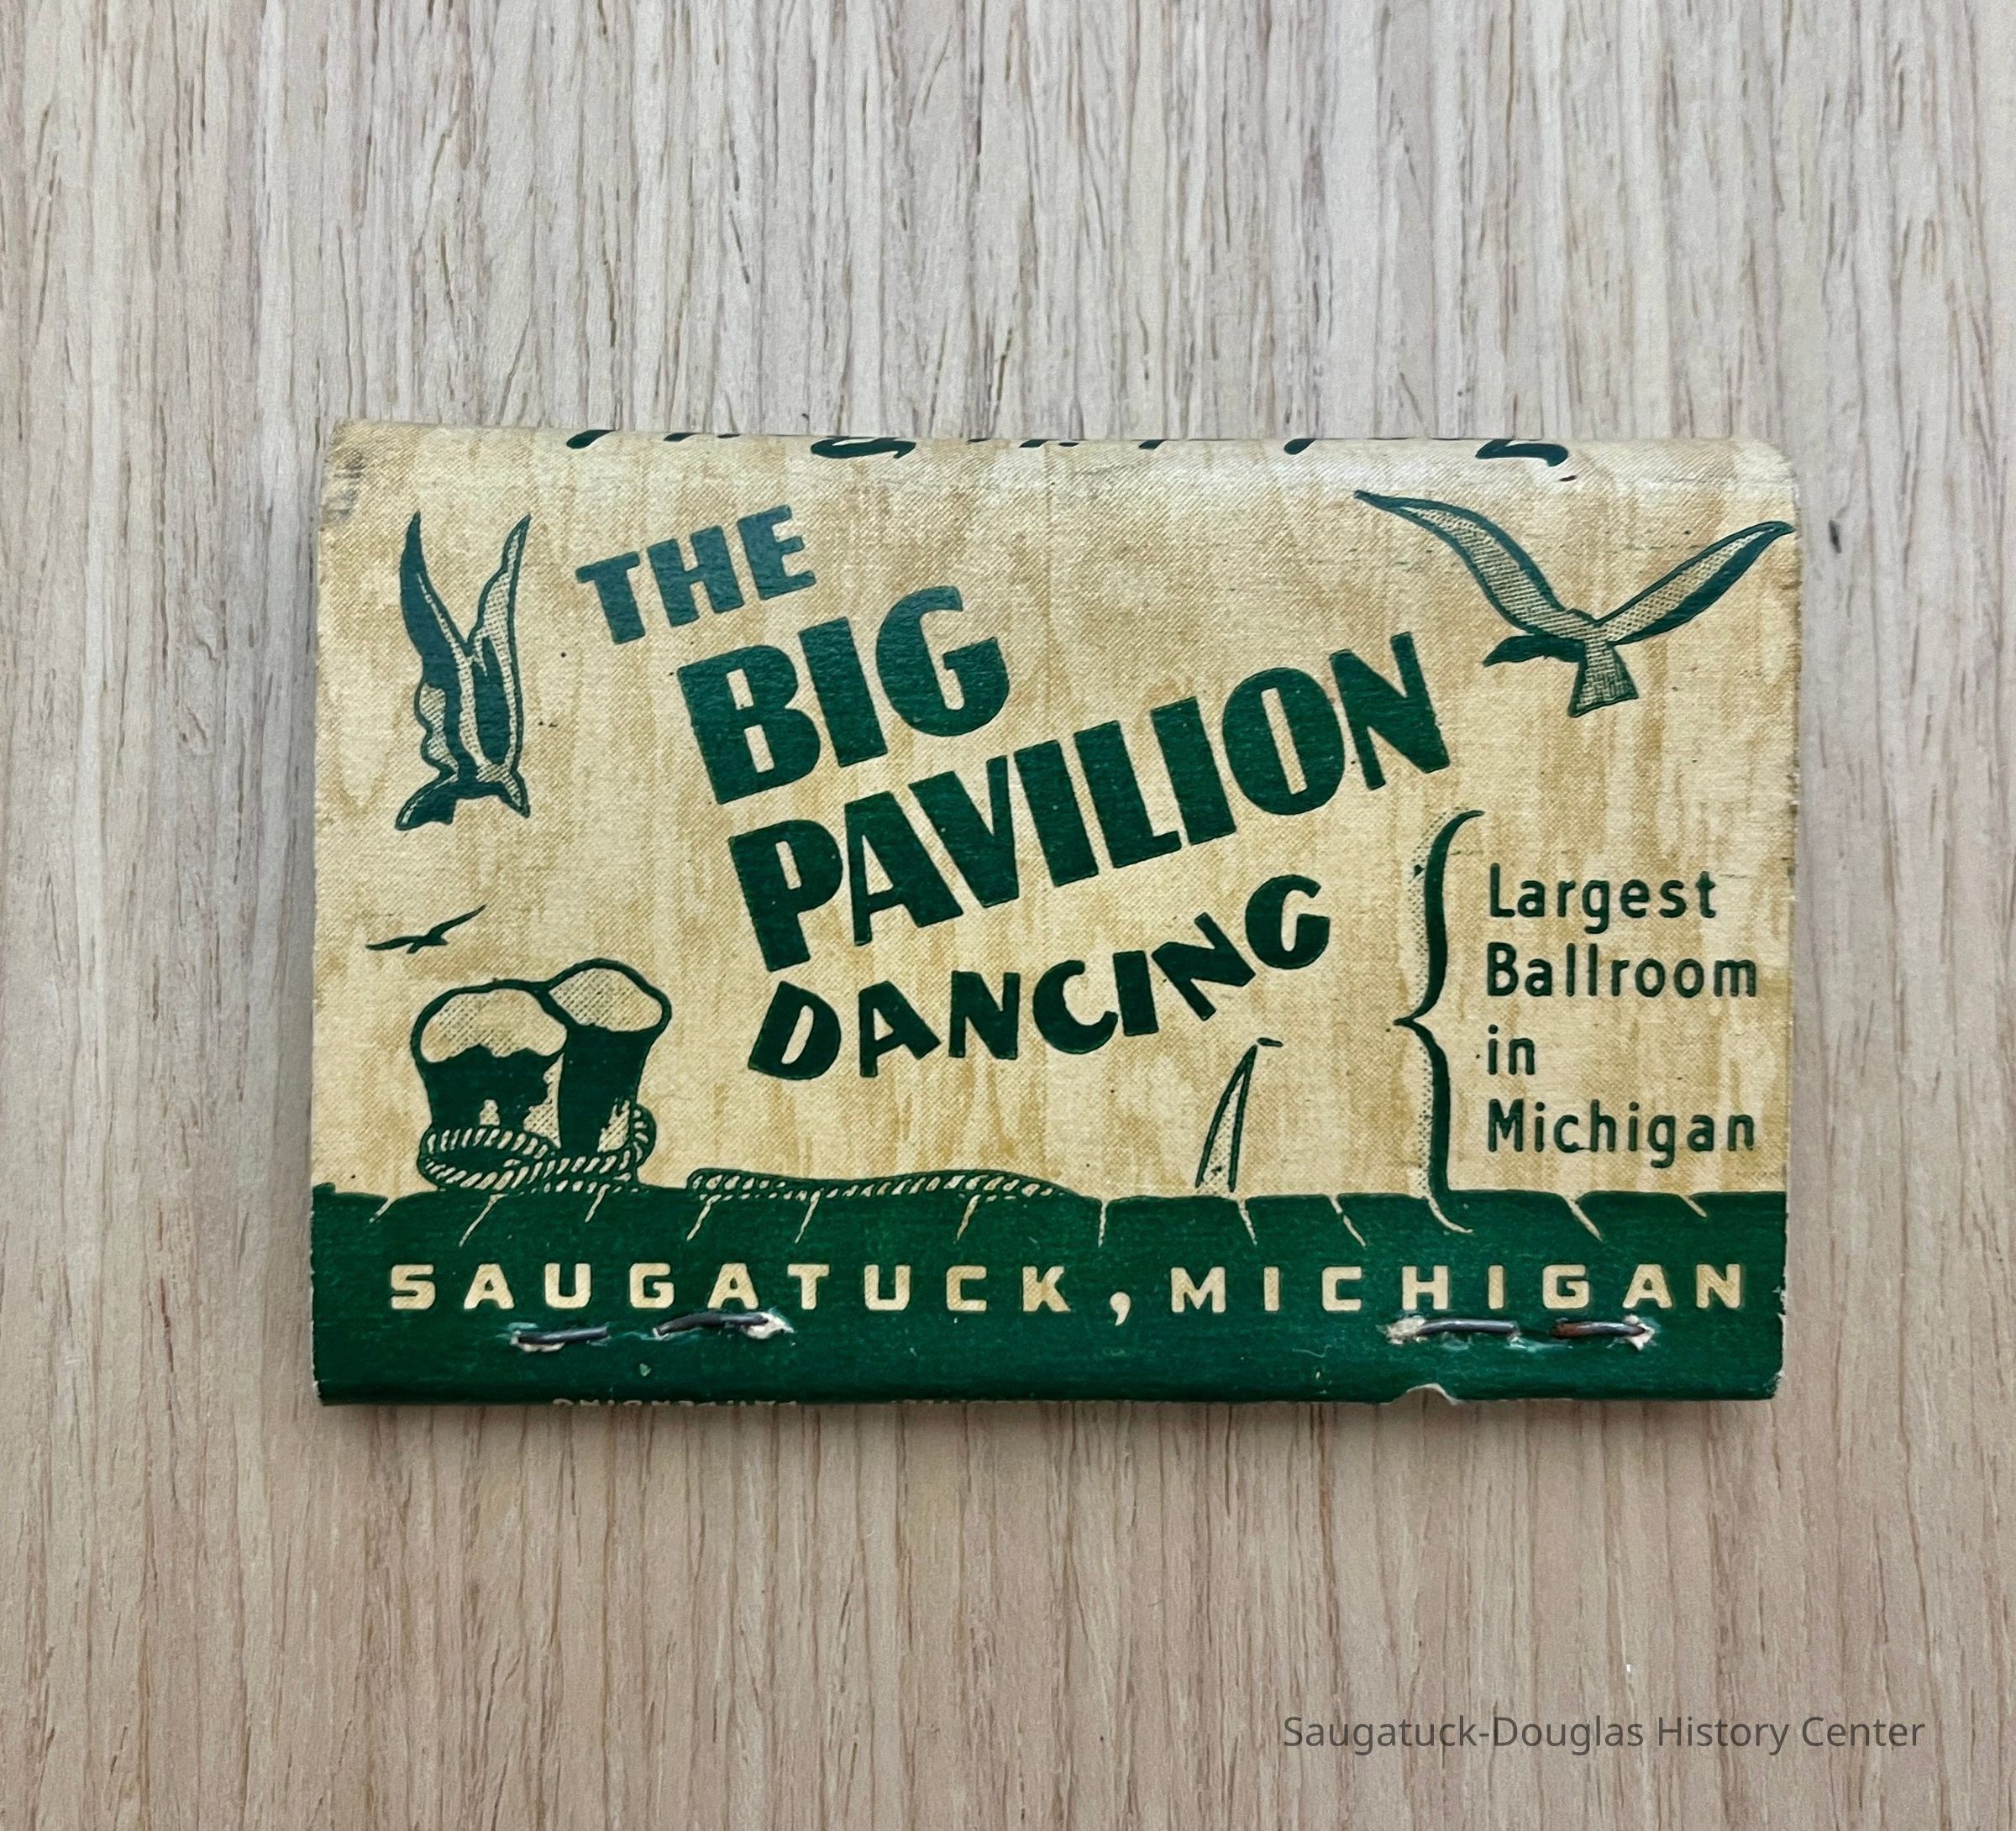 THE
BIG
PAVILION
DANCING
Largest
Ballroom
in
Michigan
SAUGATUCK, MICHIGAN
Saugatuck-Douglas History Center